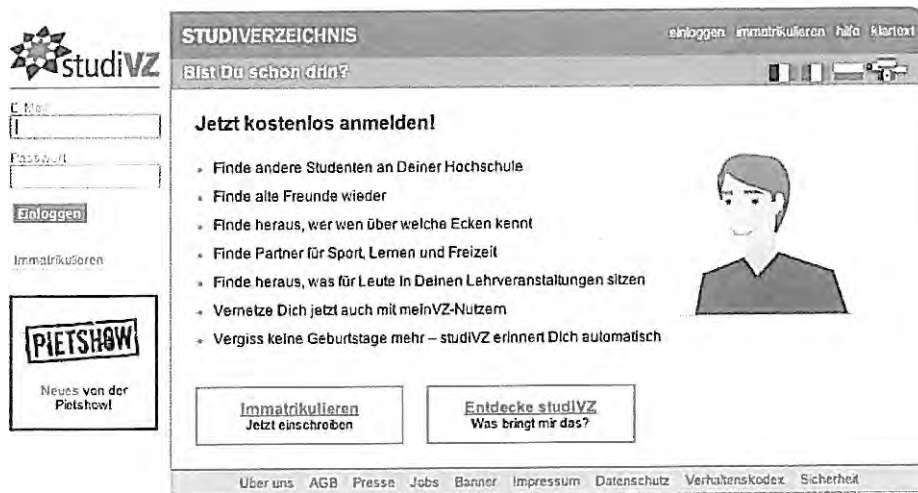 studiVZ
E-Mail
Passwort
Einloggen
Immatrikulieren
PIETSHOW
Neues von der
Pietshow!
STUDIVERZEICHNIS
einloggen immatrikulieren hilfe klartext
Bist Du schon drin?
Jetzt kostenlos anmelden!
Finde andere Studenten an Deiner Hochschule
Finde alte Freunde wieder
Finde heraus, wer wen über welche Ecken kennt
Finde Partner für Sport, Lernen und Freizeit
Finde heraus, was für Leute in Deinen Lehrveranstaltungen sitzen
Vernetze Dich jetzt auch mit meinVZ-Nutzern
Vergiss keine Geburtstage mehr – studiVZ erinnert Dich automatisch
Immatrikulieren
Jetzt einschreiben
Entdecke studiVZ
Was bringt mir das?
Über uns AGB Presse Jobs Banner Impressum Datenschutz Verhaltenskodex Sicherheit